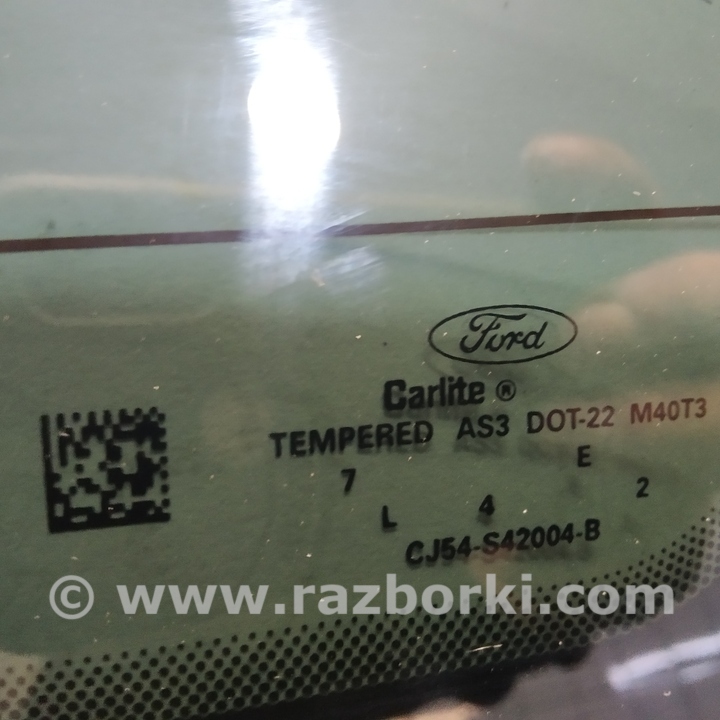 Ford
Carlite ®
TEMPERED AS3 DOT-22 M40T3
7 E
L 4 2
CJ54-S42004-B
© www.razborki.com